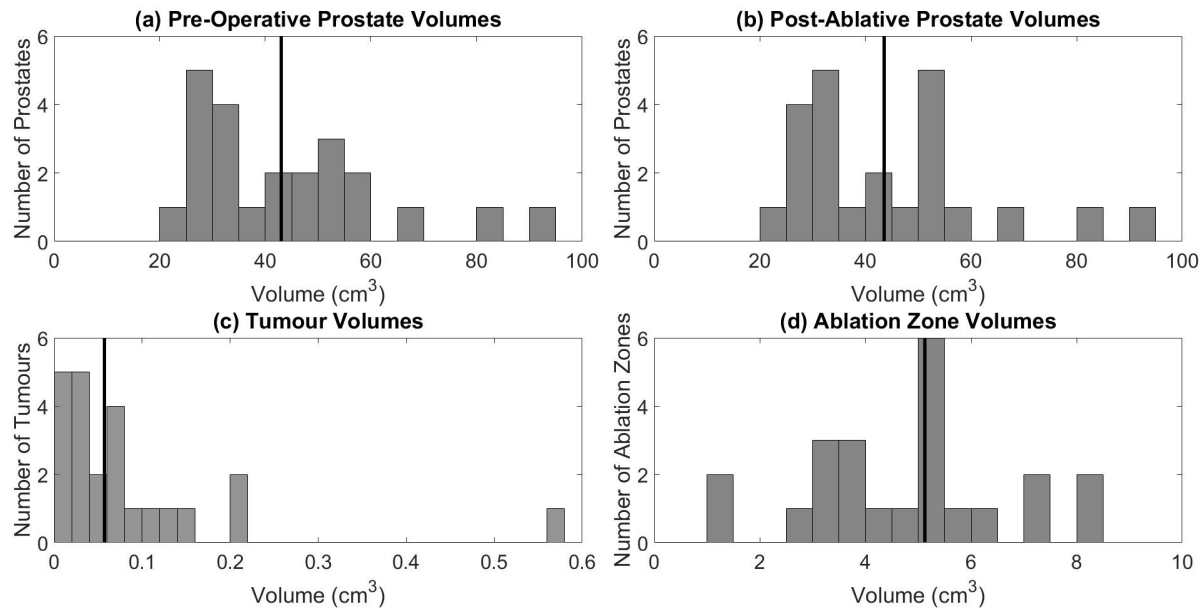 (a) Pre-Operative Prostate Volumes
Number of Prostates
6
4
2
0
0 20 40 60 80 100
Volume (cm³)
(b) Post-Ablative Prostate Volumes
Number of Prostates
6
4
2
0
0 20 40 60 80 100
Volume (cm³)
(c) Tumour Volumes
Number of Tumours
6
4
2
0
0 0.1 0.2 0.3 0.4 0.5 0.6
Volume (cm³)
(d) Ablation Zone Volumes
Number of Ablation Zones
6
4
2
0
0 2 4 6 8 10
Volume (cm³)